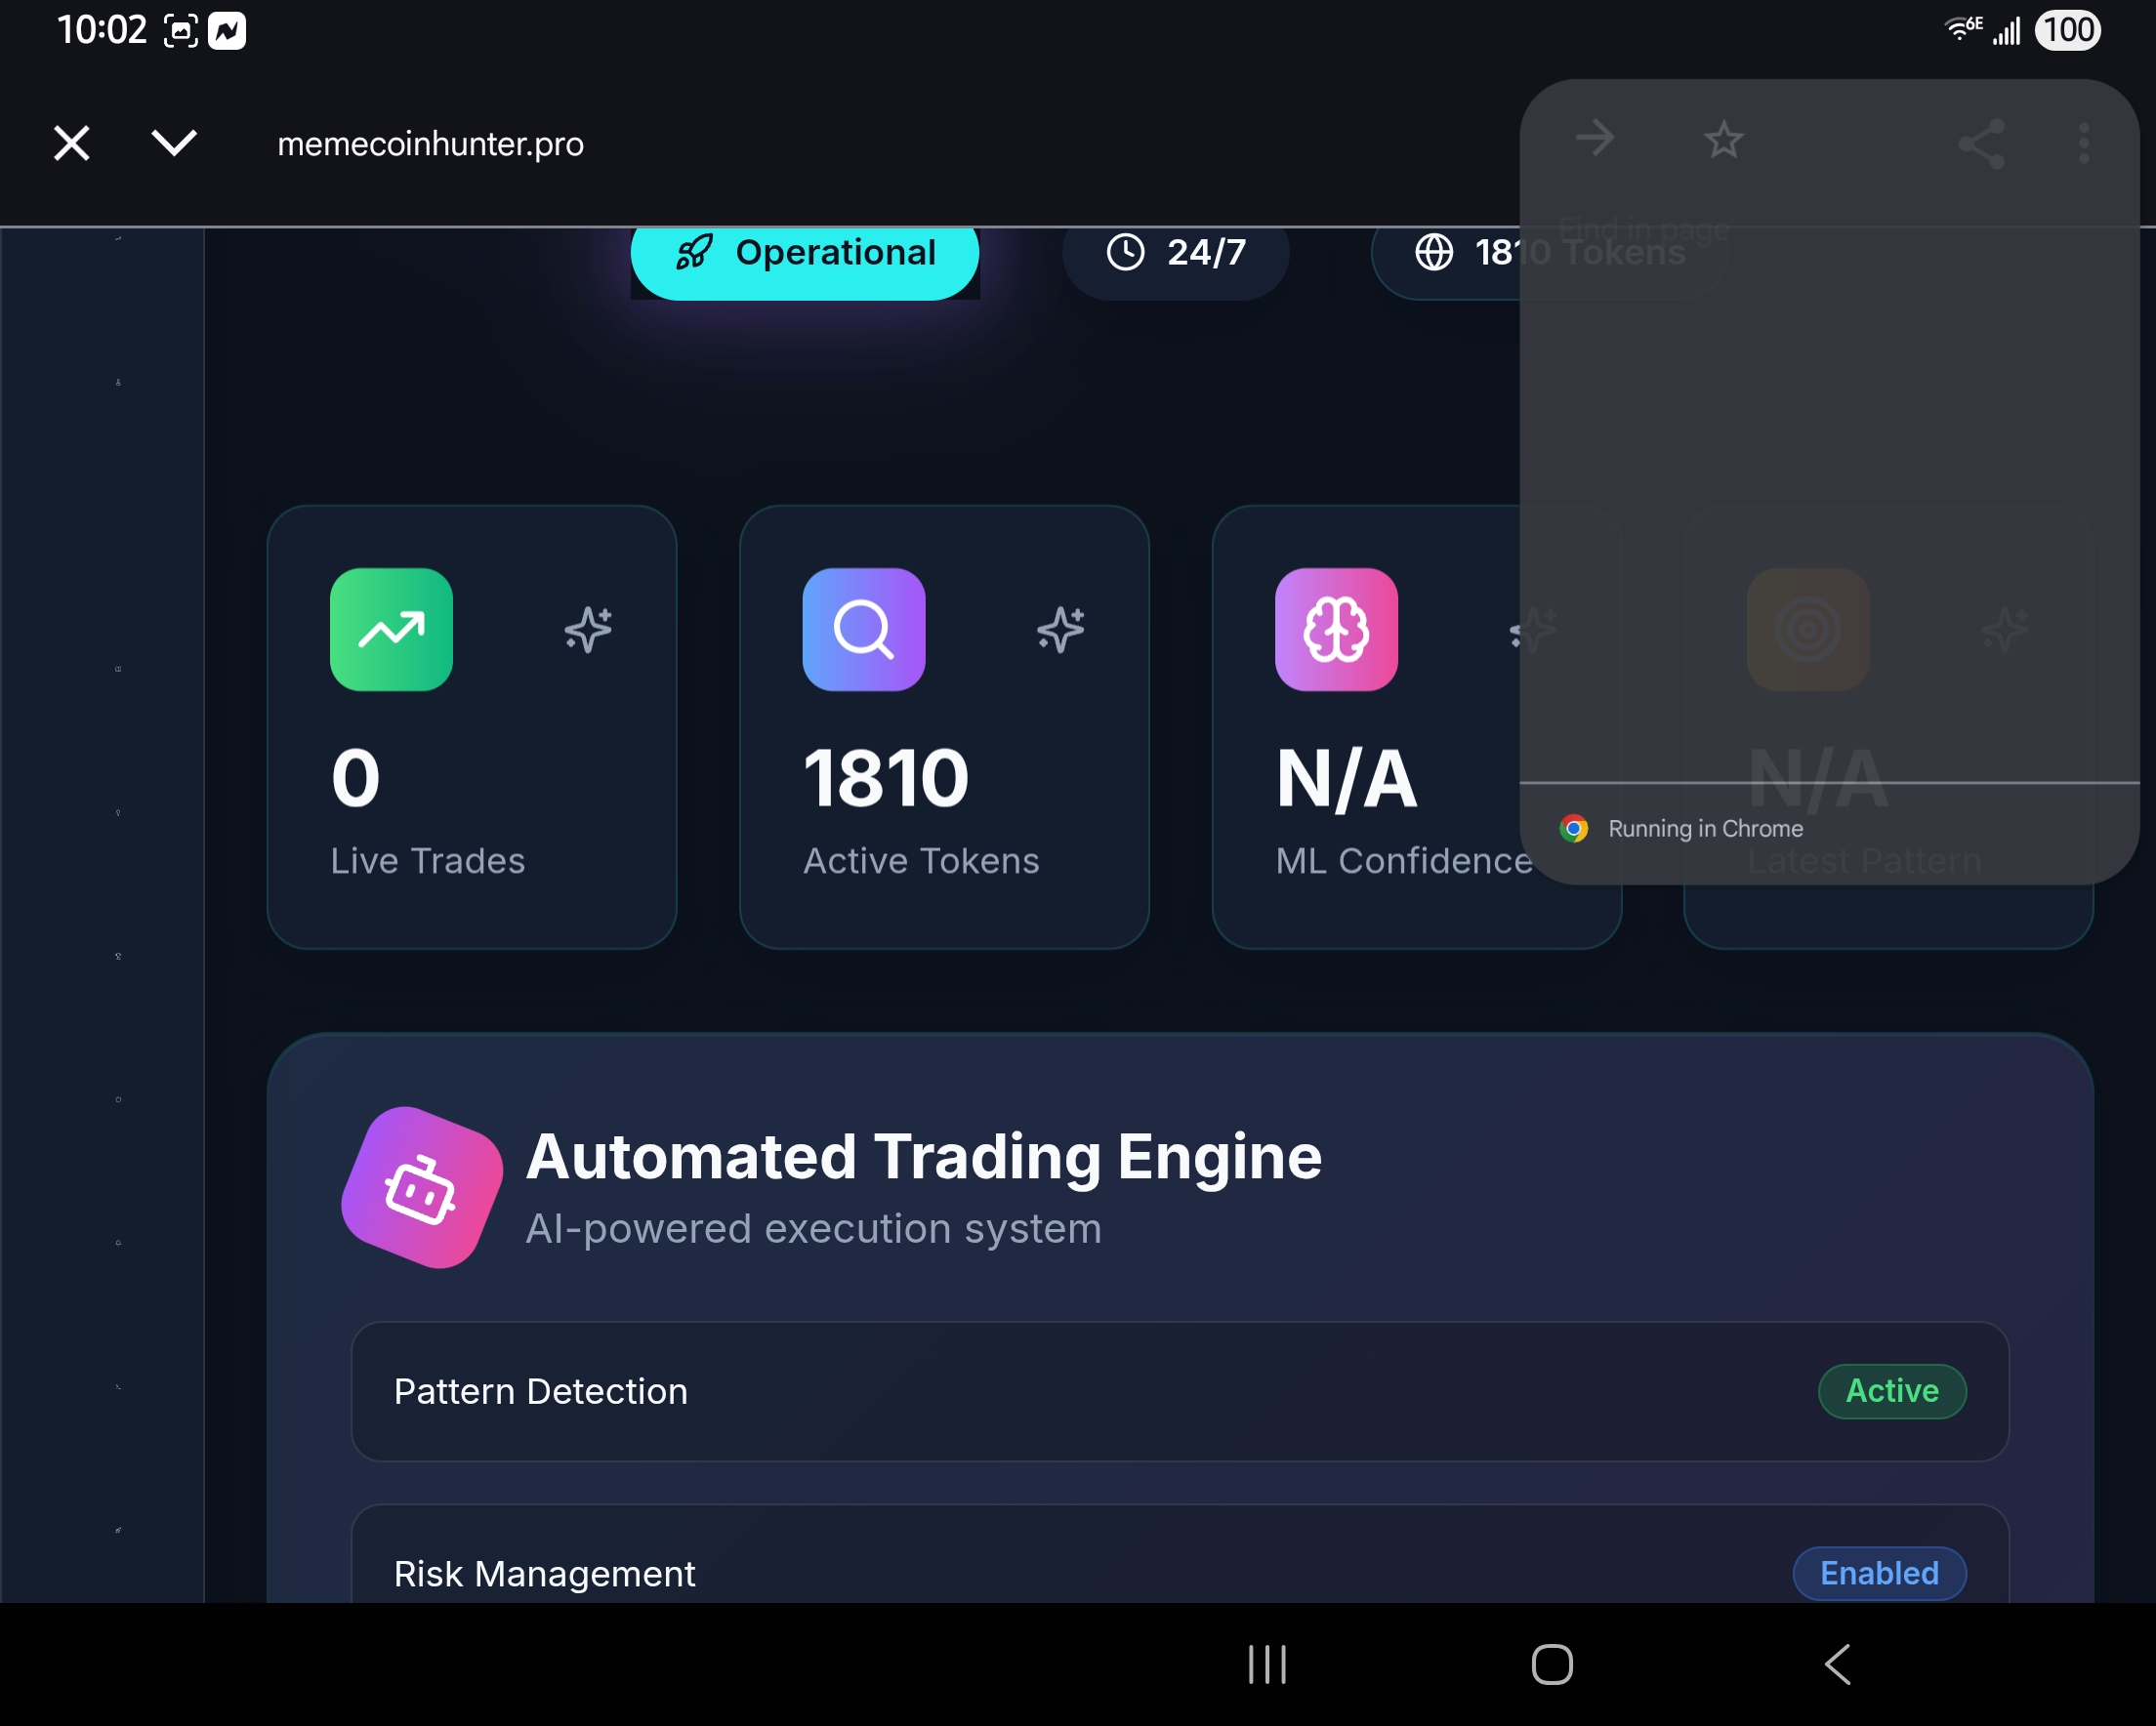 10:02
6E
100
memecoinhunter.pro
Find in page
Operational
24/7
1810 Tokens
0
Live Trades
1810
Active Tokens
N/A
ML Confidence
N/A
Latest Pattern
Running in Chrome
Automated Trading Engine
AI-powered execution system
Pattern Detection
Active
Risk Management
Enabled